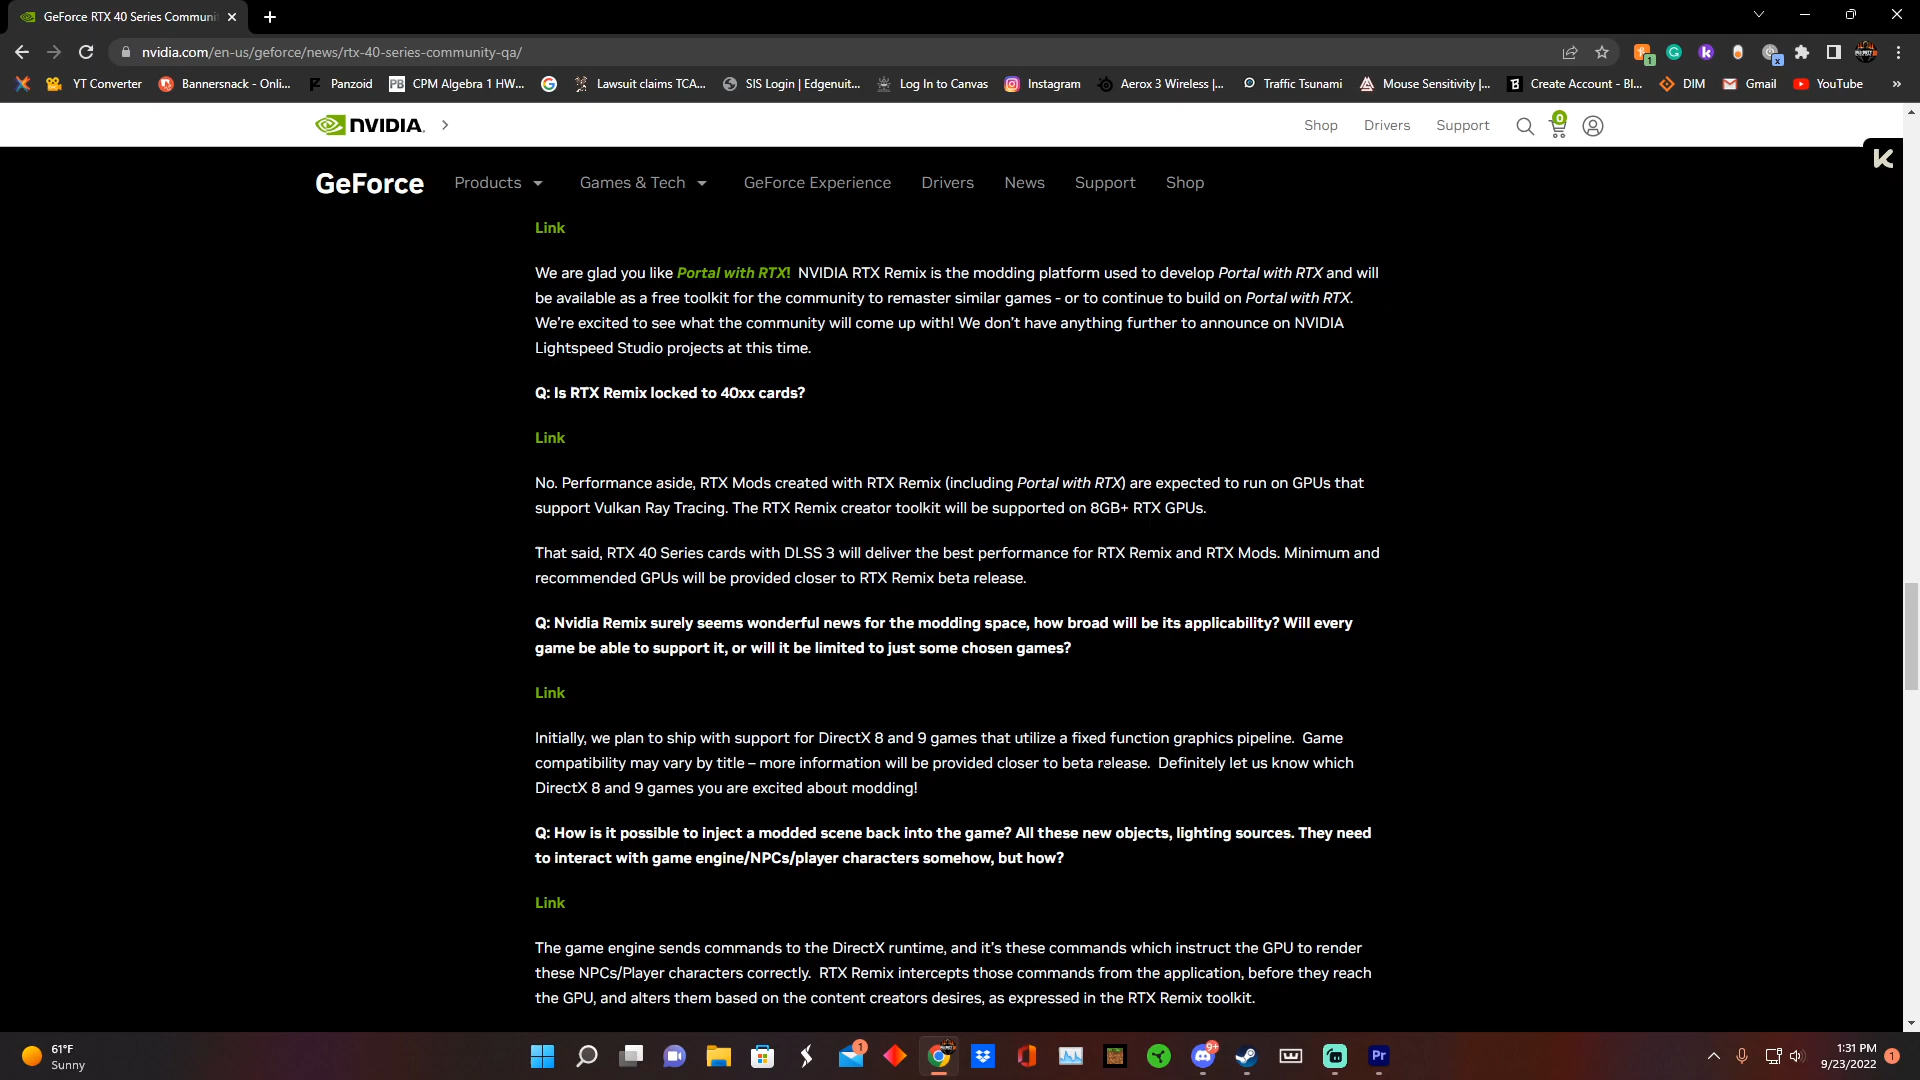 GeForce RTX 40 Series Communi
nvidia.com/en-us/geforce/news/rtx-40-series-community-qa/
YT Converter
Bannersnack - Onli...
Panzoid
CPM Algebra 1 HW...
Lawsuit claims TCA...
SIS Login | Edgenuit...
Log In to Canvas
Instagram
Aerox 3 Wireless |...
Traffic Tsunami
Mouse Sensitivity |...
Create Account - Bl...
DIM
Gmail
YouTube
NVIDIA.
Shop
Drivers
Support
0
GeForce
Products
Games & Tech
GeForce Experience
Drivers
News
Support
Shop
Link
We are glad you like Portal with RTX! NVIDIA RTX Remix is the modding platform used to develop Portal with RTX and will
be available as a free toolkit for the community to remaster similar games - or to continue to build on Portal with RTX.
We’re excited to see what the community will come up with! We don’t have anything further to announce on NVIDIA
Lightspeed Studio projects at this time.
Q: Is RTX Remix locked to 40xx cards?
Link
No. Performance aside, RTX Mods created with RTX Remix (including Portal with RTX) are expected to run on GPUs that
support Vulkan Ray Tracing. The RTX Remix creator toolkit will be supported on 8GB+ RTX GPUs.
That said, RTX 40 Series cards with DLSS 3 will deliver the best performance for RTX Remix and RTX Mods. Minimum and
recommended GPUs will be provided closer to RTX Remix beta release.
Q: Nvidia Remix surely seems wonderful news for the modding space, how broad will be its applicability? Will every
game be able to support it, or will it be limited to just some chosen games?
Link
Initially, we plan to ship with support for DirectX 8 and 9 games that utilize a fixed function graphics pipeline. Game
compatibility may vary by title – more information will be provided closer to beta release. Definitely let us know which
DirectX 8 and 9 games you are excited about modding!
Q: How is it possible to inject a modded scene back into the game? All these new objects, lighting sources. They need
to interact with game engine/NPCs/player characters somehow, but how?
Link
The game engine sends commands to the DirectX runtime, and it’s these commands which instruct the GPU to render
these NPCs/Player characters correctly. RTX Remix intercepts those commands from the application, before they reach
the GPU, and alters them based on the content creators desires, as expressed in the RTX Remix toolkit.
61°F
Sunny
1
9+
Pr
1:31 PM
9/23/2022
1